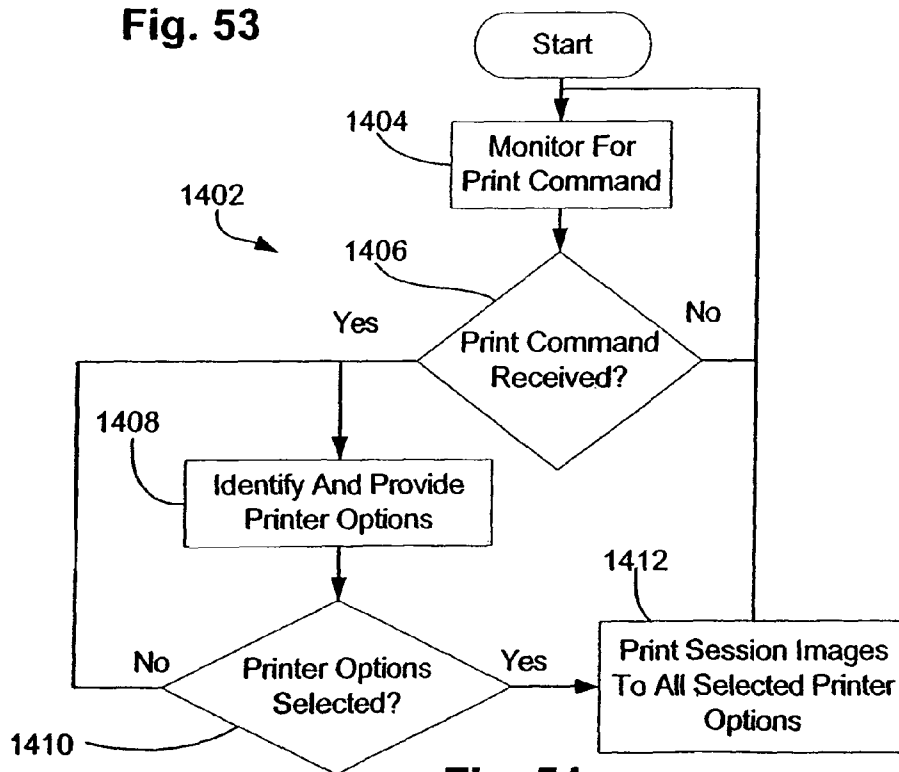 Fig. 53
Start
1404
Monitor For
Print Command
1402
1406
Yes
No
Print Command
Received?
1408
Identify And Provide
Printer Options
1412
No
Printer Options
Selected?
Yes
Print Session Images
To All Selected Printer
Options
1410